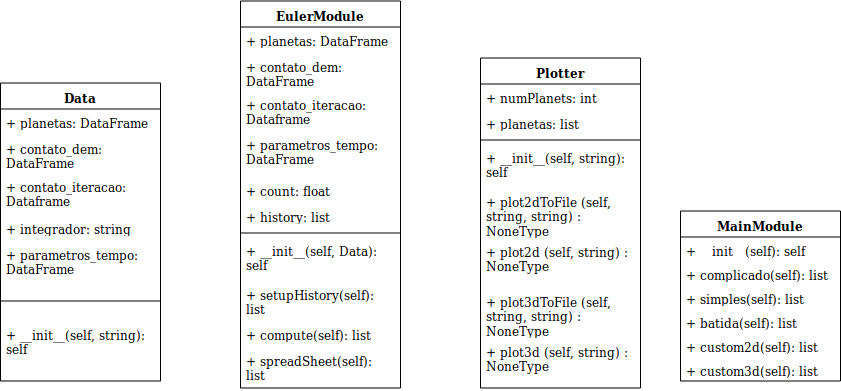 Data
+ planetas: DataFrame
+ contato_dem:
DataFrame
+ contato_iteracao:
Dataframe
+ integrador: string
+ parametros_tempo:
DataFrame
+ __init__(self, string):
self
EulerModule
+ planetas: DataFrame
+ contato_dem:
DataFrame
+ contato_iteracao:
Dataframe
+ parametros_tempo:
DataFrame
+ count: float
+ history: list
+ __init__(self, Data):
self
+ setupHistory(self):
list
+ compute(self): list
+ spreadSheet(self):
list
Plotter
+ numPlanets: int
+ planetas: list
+ __init__(self, string):
self
+ plot2dToFile (self,
string, string) :
NoneType
+ plot2d (self, string) :
NoneType
+ plot3dToFile (self,
string, string) :
NoneType
+ plot3d (self, string) :
NoneType
MainModule
+ __init__(self): self
+ complicado(self): list
+ simples(self): list
+ batida(self): list
+ custom2d(self): list
+ custom3d(self): list